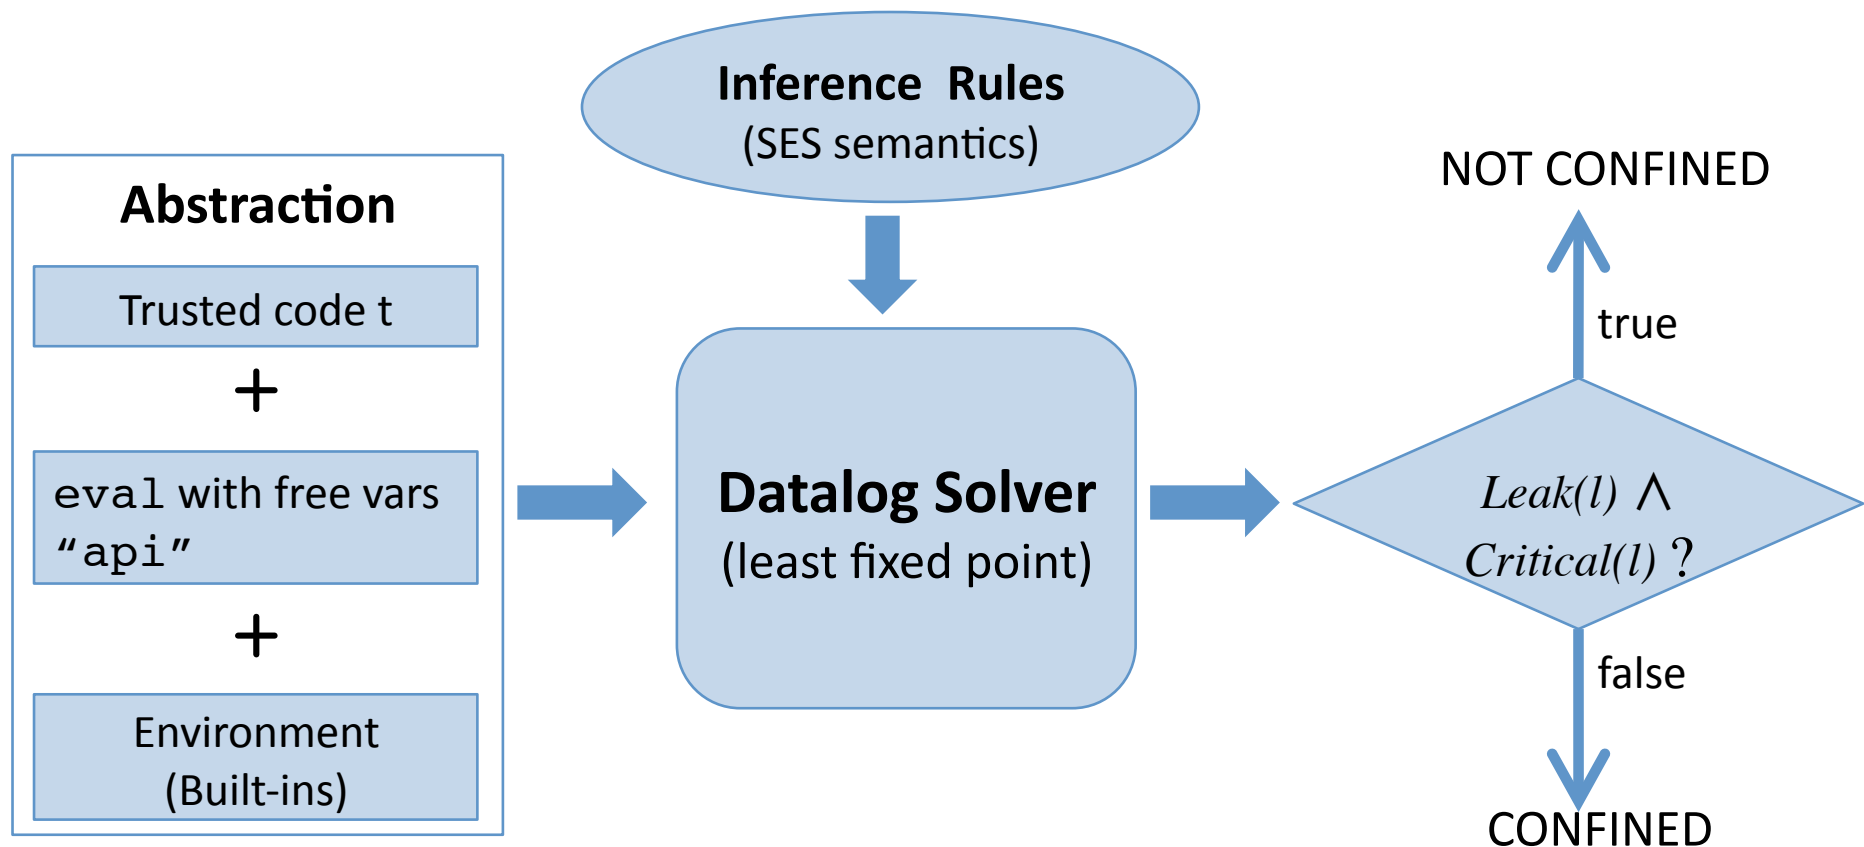 Inference Rules
(SES semantics)
Abstraction
Trusted code t
+
eval with free vars
“api”
+
Environment
(Built-ins)
Datalog Solver
(least fixed point)
NOT CONFINED
true
Leak(l) ∧
Critical(l) ?
false
CONFINED